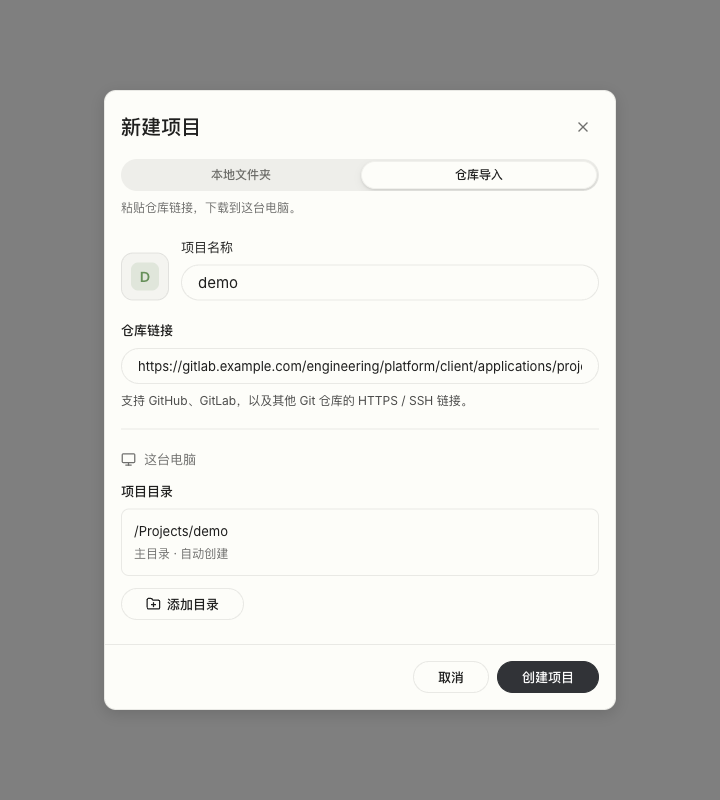 新建项目
本地文件夹
仓库导入
粘贴仓库链接，下载到这台电脑。
项目名称
D
demo
仓库链接
https://gitlab.example.com/engineering/platform/client/applications/proj
支持 GitHub、GitLab，以及其他 Git 仓库的 HTTPS / SSH 链接。
这台电脑
项目目录
/Projects/demo
主目录 · 自动创建
添加目录
取消
创建项目